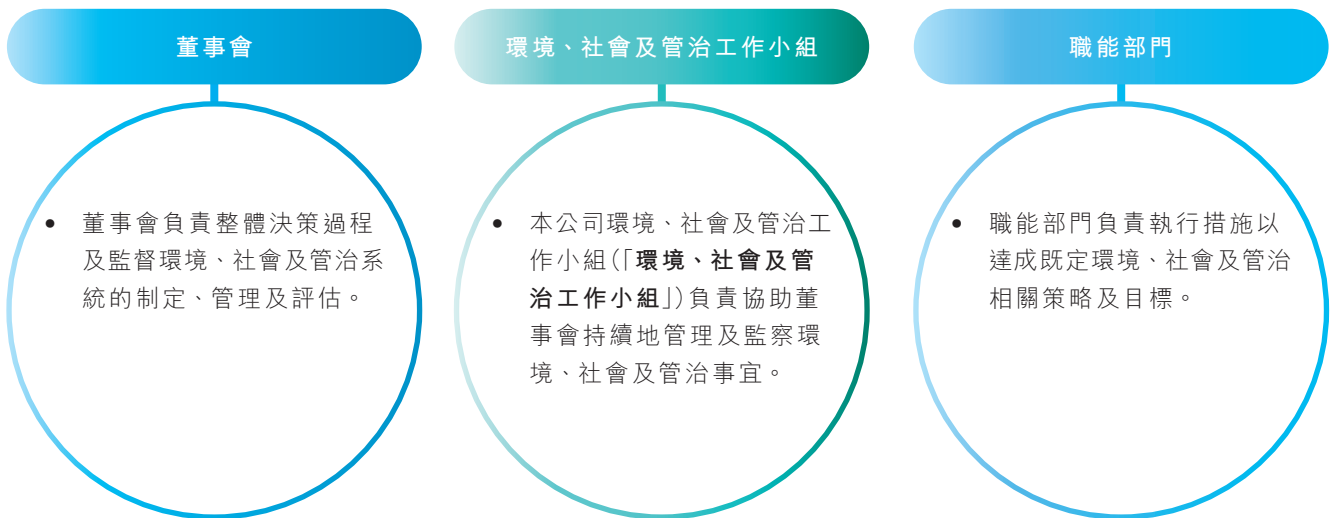 董事會
• 董事會負責整體決策過程
及監督環境、社會及管治系
統的制定、管理及評估。
環境、社會及管治工作小組
• 本公司環境、社會及管治工
作小組(「環境、社會及管
治工作小組」)負責協助董
事會持續地管理及監察環
境、社會及管治事宜。
職能部門
• 職能部門負責執行措施以
達成既定環境、社會及管治
相關策略及目標。